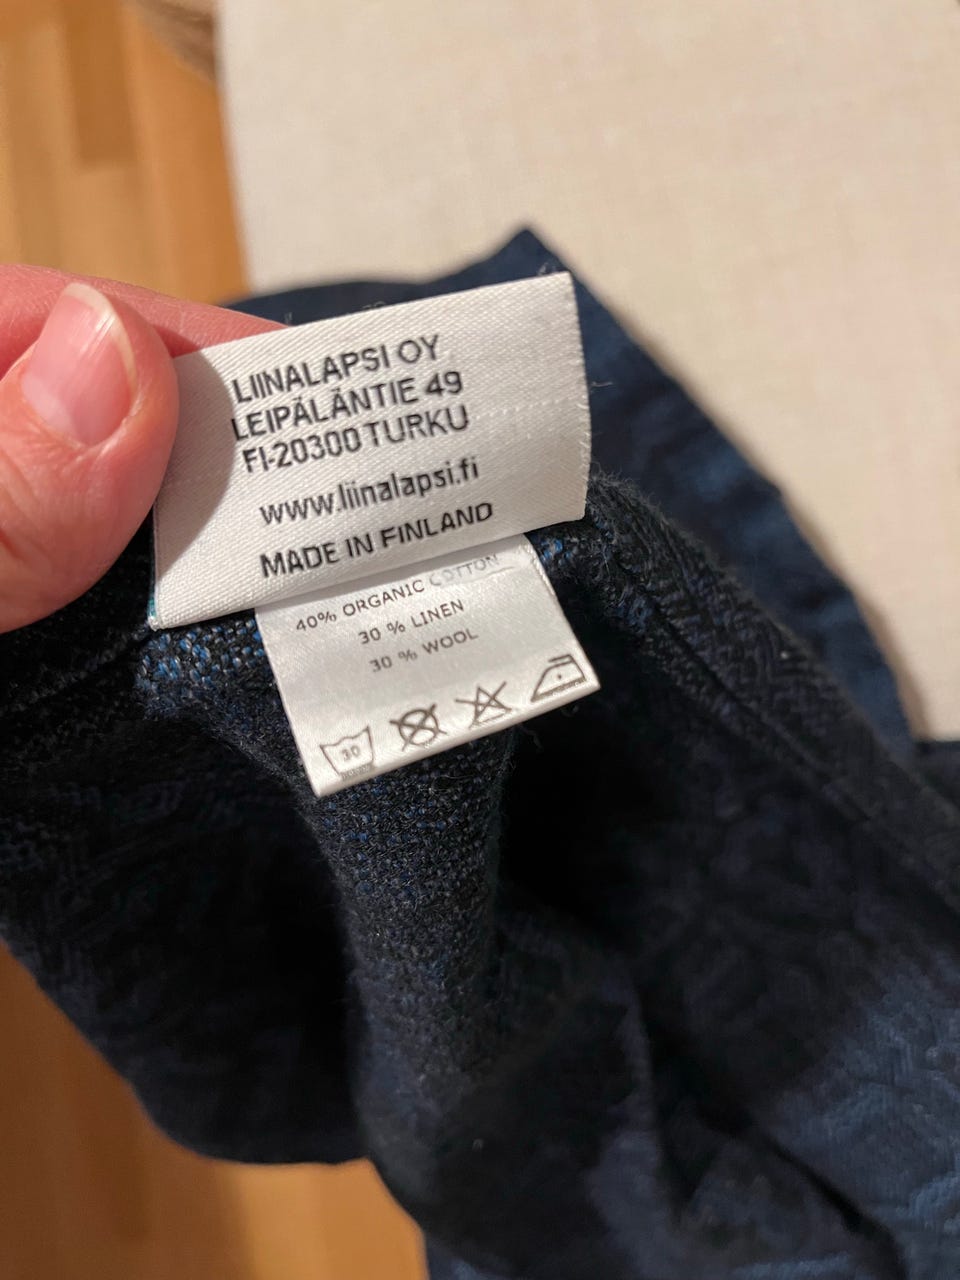 LIINALAPSI OY
LEIPÄLÄNTIE 49
FI-20300 TURKU
www.liinalapsi.fi
MADE IN FINLAND
40% ORGANIC COTTON
30 % LINEN
30 % WOOL
30